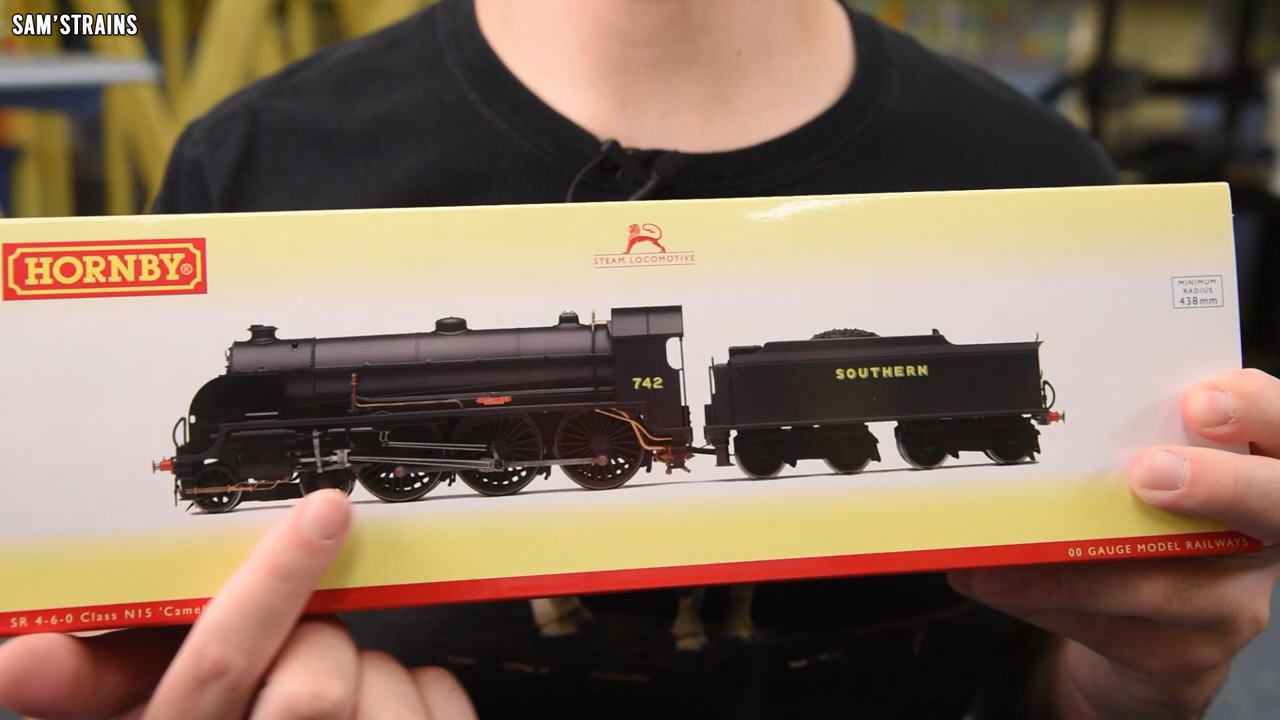 SAM'STRAINS
HORNBY®
STEAM LOCOMOTIVE
MINIMUM
RADIUS
438mm
742
SOUTHERN
00 GAUGE MODEL RAILWAYS
SR 4-6-0 Class N15 'Camel